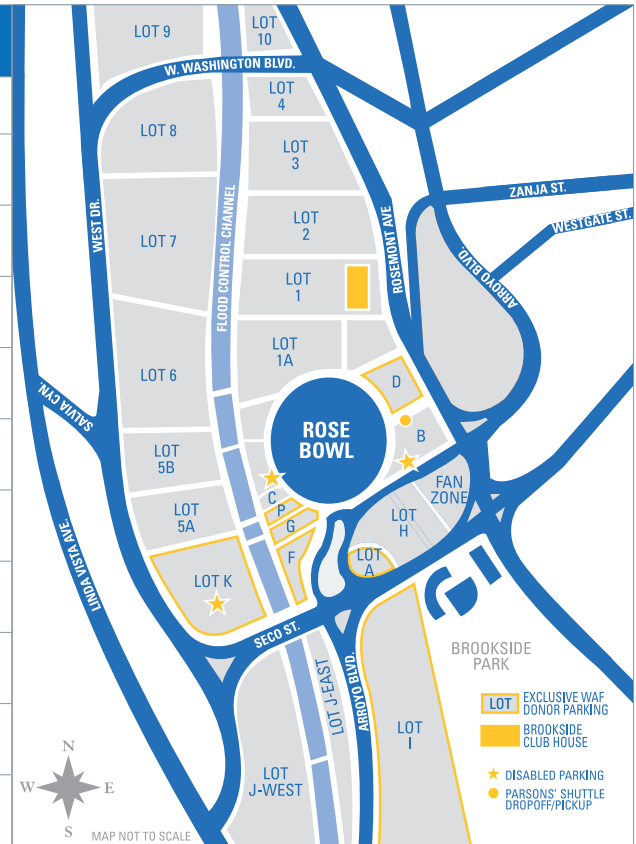 LOT 9
LOT
10
W. WASHINGTON BLVD.
LOT
4
LOT 8
LOT
3
ZANJA ST.
WESTGATE ST.
WEST DR.
LOT
2
ROSEMONT AVE
ARROYO BLVD.
LOT 7
FLOOD CONTROL CHANNEL
LOT
1
LOT
1A
LOT 6
D
SALVIA CYN.
ROSE
BOWL
B
LOT
5B
FAN
ZONE
C
P
LOT
5A
G
LOT
H
F
LOT
A
LINDA VISTA AVE.
LOT K
SECO ST.
BROOKSIDE
PARK
LOT J-EAST
ARROYO BLVD.
LOT
EXCLUSIVE WAF
DONOR PARKING
LOT
I
BROOKSIDE
CLUB HOUSE
N
W
E
S
LOT
J-WEST
DISABLED PARKING
PARSONS' SHUTTLE
DROPOFF/PICKUP
MAP NOT TO SCALE